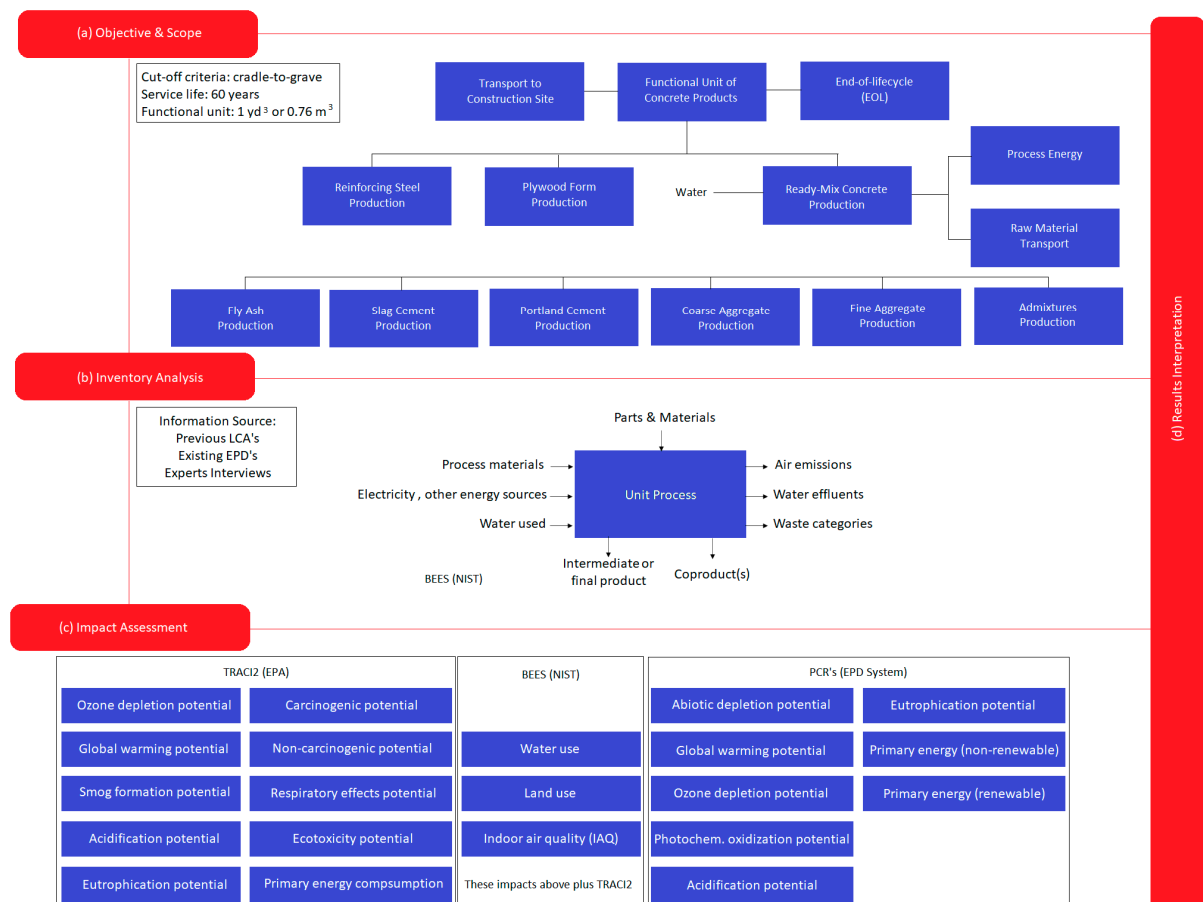 (a) Objective & Scope
Cut-off criteria: cradle-to-grave
Service life: 60 years
Functional unit: 1 yd³ or 0.76 m³
Transport to
Construction Site
Functional Unit of
Concrete Products
End-of-lifecycle
(EOL)
Process Energy
Reinforcing Steel
Production
Plywood Form
Production
Water
Ready-Mix Concrete
Production
Raw Material
Transport
Fly Ash
Production
Slag Cement
Production
Portland Cement
Production
Coarse Aggregate
Production
Fine Aggregate
Production
Admixtures
Production
(b) Inventory Analysis
Information Source:
Previous LCA's
Existing EPD's
Experts Interviews
Parts & Materials
Process materials
Electricity , other energy sources
Water used
Unit Process
Air emissions
Water effluents
Waste categories
Intermediate or
final product
Coproduct(s)
BEES (NIST)
(c) Impact Assessment
TRACI2 (EPA)
Ozone depletion potential
Carcinogenic potential
Global warming potential
Non-carcinogenic potential
Smog formation potential
Respiratory effects potential
Acidification potential
Ecotoxicity potential
Eutrophication potential
Primary energy compsumption
BEES (NIST)
Water use
Land use
Indoor air quality (IAQ)
These impacts above plus TRACI2
PCR's (EPD System)
Abiotic depletion potential
Eutrophication potential
Global warming potential
Primary energy (non-renewable)
Ozone depletion potential
Primary energy (renewable)
Photochem. oxidization potential
Acidification potential
(d) Results Interpretation